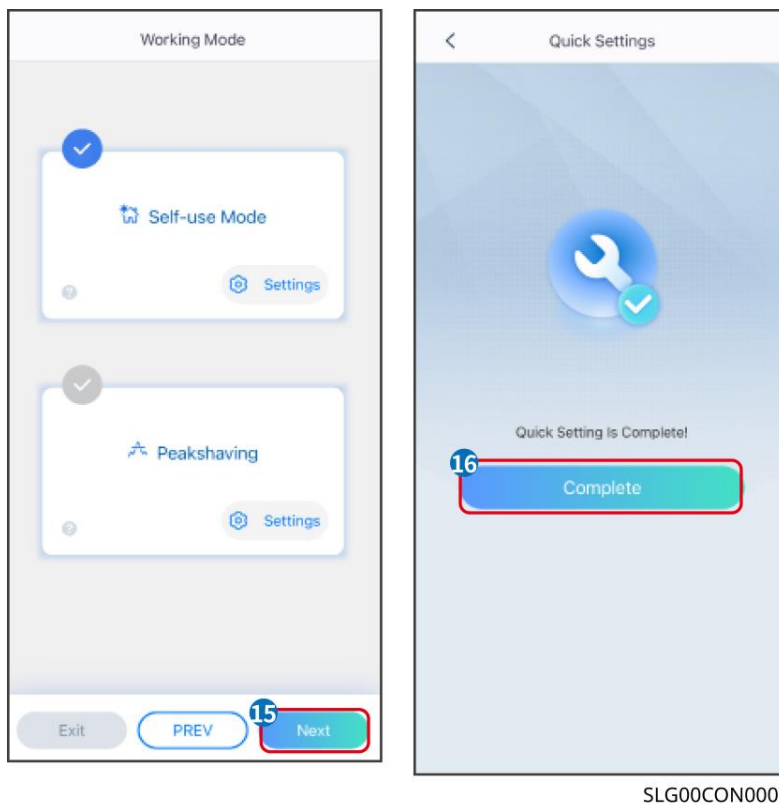 Working Mode
Self-use Mode
Settings
Peakshaving
Settings
Exit
PREV
15
Next
Quick Settings
Quick Setting Is Complete!
16
Complete
SLG00CON000